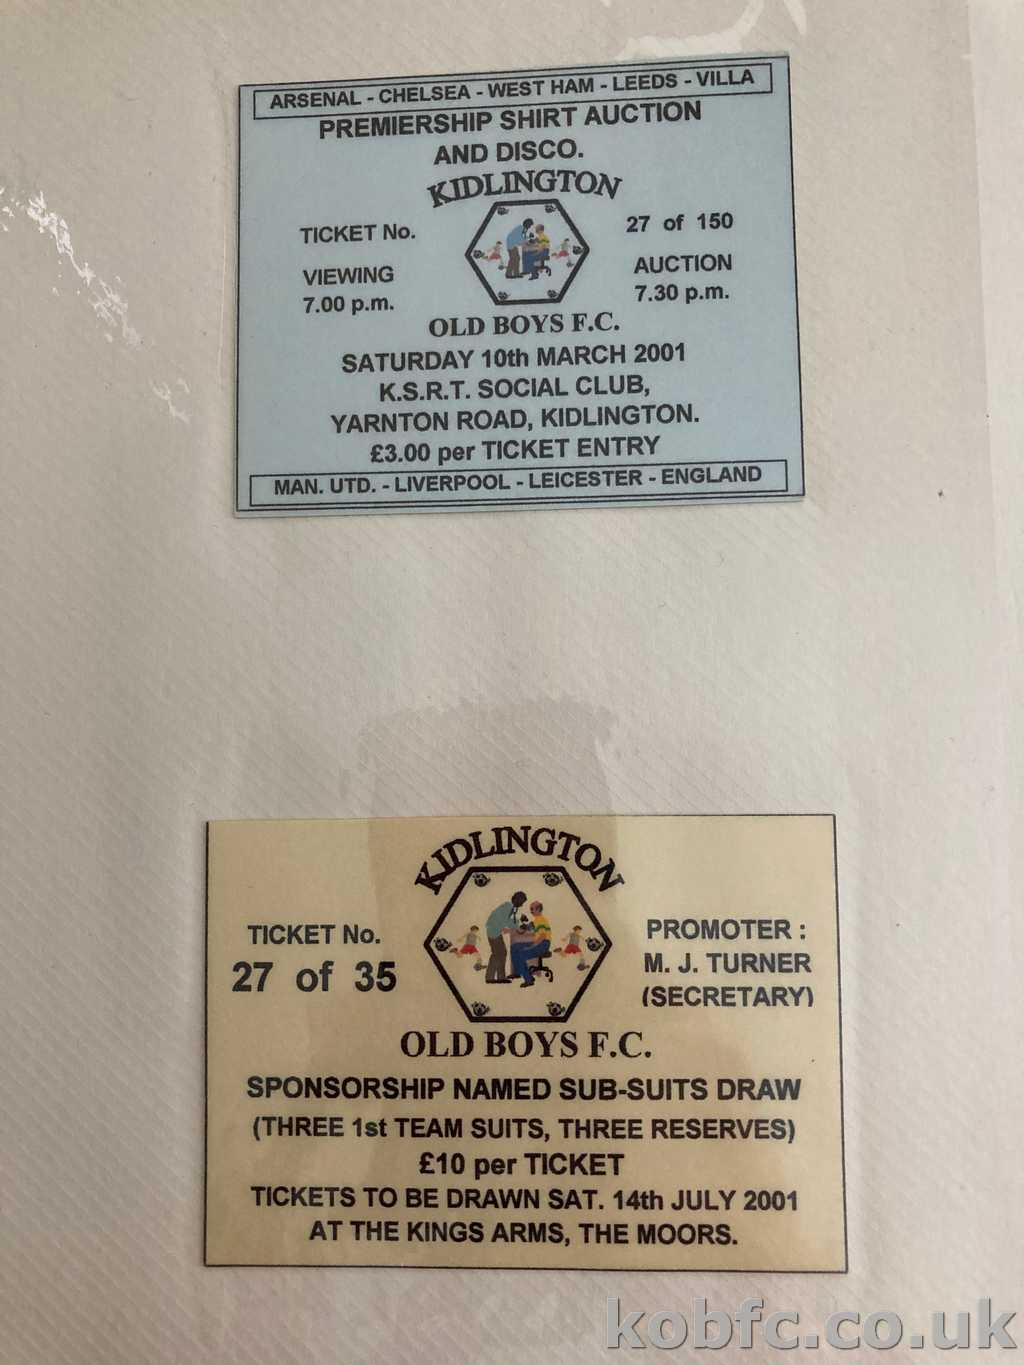 ARSENAL - CHELSEA - WEST HAM - LEEDS - VILLA
PREMIERSHIP SHIRT AUCTION
AND DISCO.
KIDLINGTON
TICKET No.
27 of 150
VIEWING
7.00 p.m.
AUCTION
7.30 p.m.
OLD BOYS F.C.
SATURDAY 10th MARCH 2001
K.S.R.T. SOCIAL CLUB,
YARNTON ROAD, KIDLINGTON.
£3.00 per TICKET ENTRY
MAN. UTD. - LIVERPOOL - LEICESTER - ENGLAND
KIDLINGTON
TICKET No.
27 of 35
PROMOTER :
M. J. TURNER
(SECRETARY)
OLD BOYS F.C.
SPONSORSHIP NAMED SUB-SUITS DRAW
(THREE 1st TEAM SUITS, THREE RESERVES)
£10 per TICKET
TICKETS TO BE DRAWN SAT. 14th JULY 2001
AT THE KINGS ARMS, THE MOORS.
kobfc.co.uk